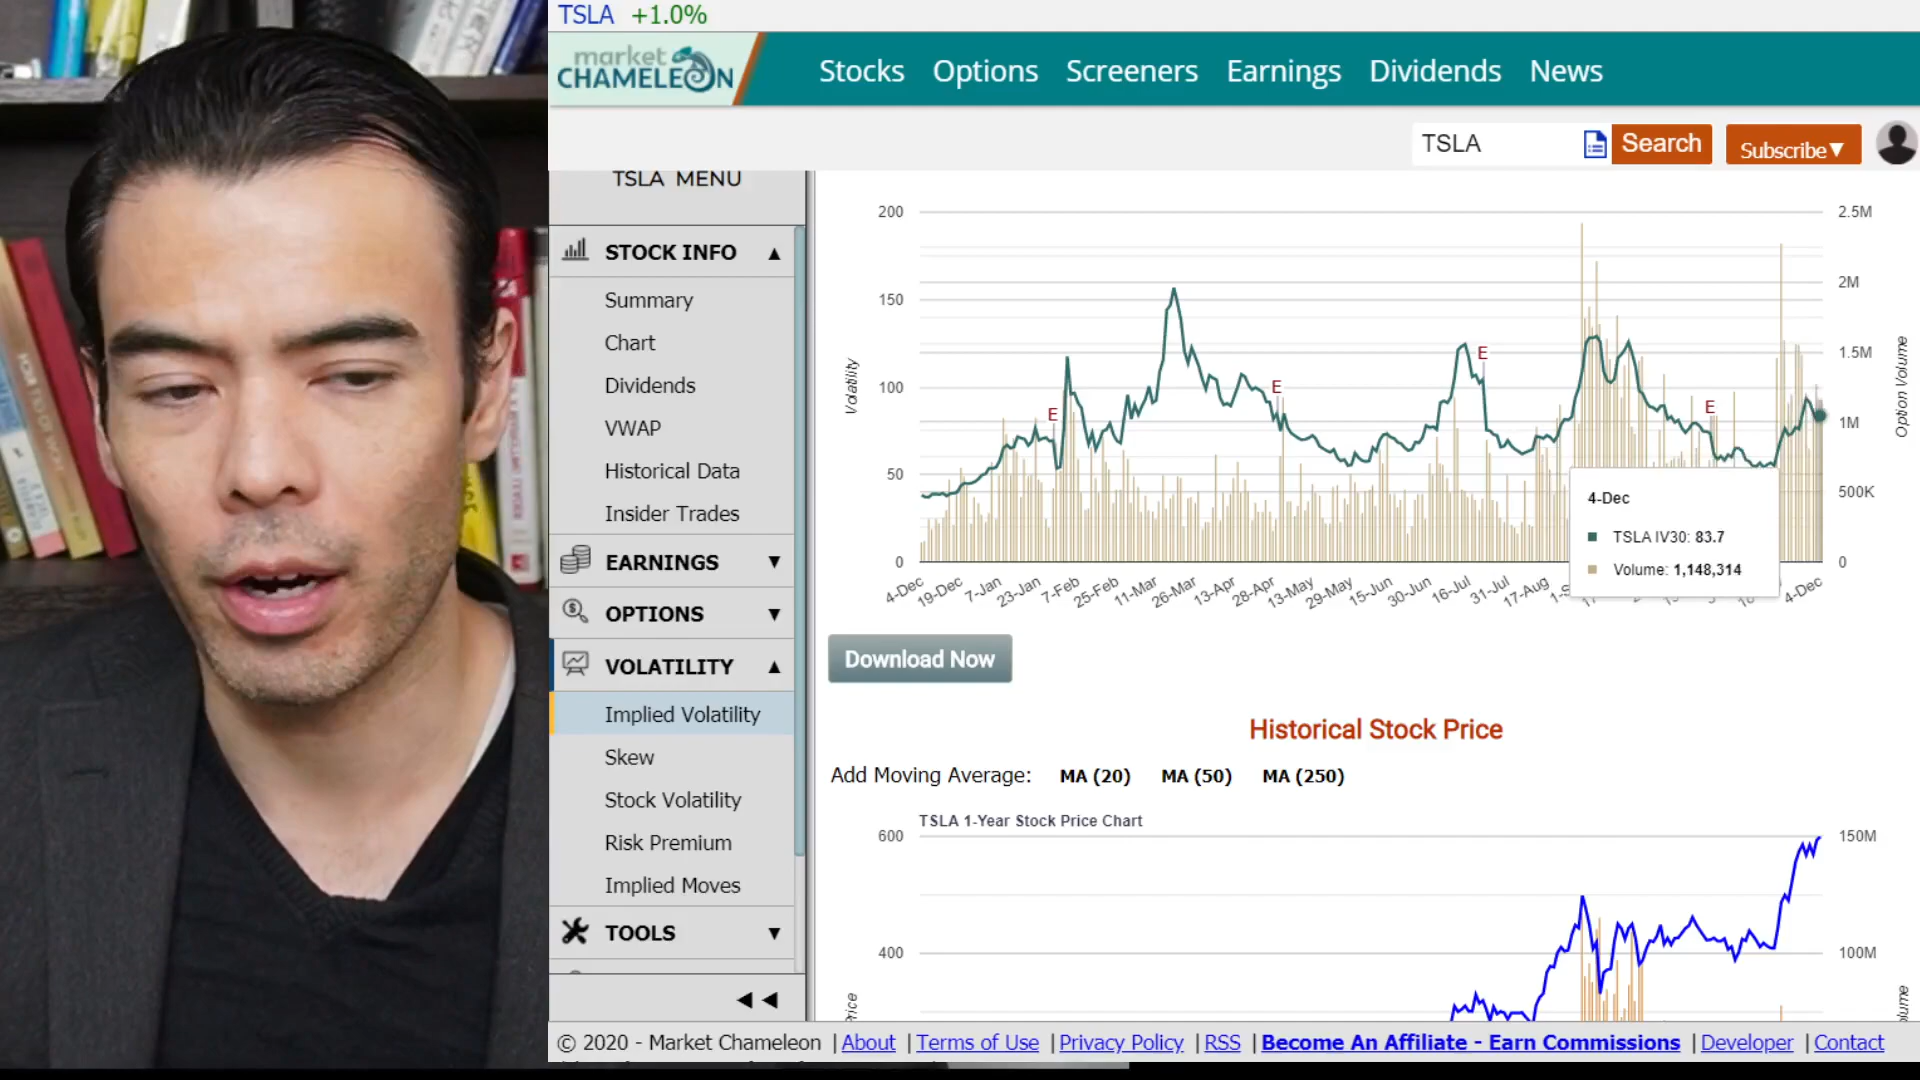 TSLA +1.0%
market
CHAMELEON
Stocks Options Screeners Earnings Dividends News
TSLA Search Subscribe▼
TSLA MENU
STOCK INFO ▲
Summary
Chart
Dividends
VWAP
Historical Data
Insider Trades
EARNINGS ▼
OPTIONS ▼
VOLATILITY ▲
Implied Volatility
Skew
Stock Volatility
Risk Premium
Implied Moves
TOOLS ▼
◀◀
200 2.5M
2M
150
1.5M
100
1M
50
500K
0 0
Volatility
Option Volume
E E E E
4-Dec
TSLA IV30: 83.7
Volume: 1,148,314
4-Dec 19-Dec 7-Jan 23-Jan 7-Feb 25-Feb 11-Mar 26-Mar 13-Apr 28-Apr 13-May 29-May 15-Jun 30-Jun 16-Jul 31-Jul 17-Aug 4-Dec
Download Now
Historical Stock Price
Add Moving Average: MA (20) MA (50) MA (250)
TSLA 1-Year Stock Price Chart
600 150M
400 100M
© 2020 - Market Chameleon | About | Terms of Use | Privacy Policy | RSS | Become An Affiliate - Earn Commissions | Developer | Contact